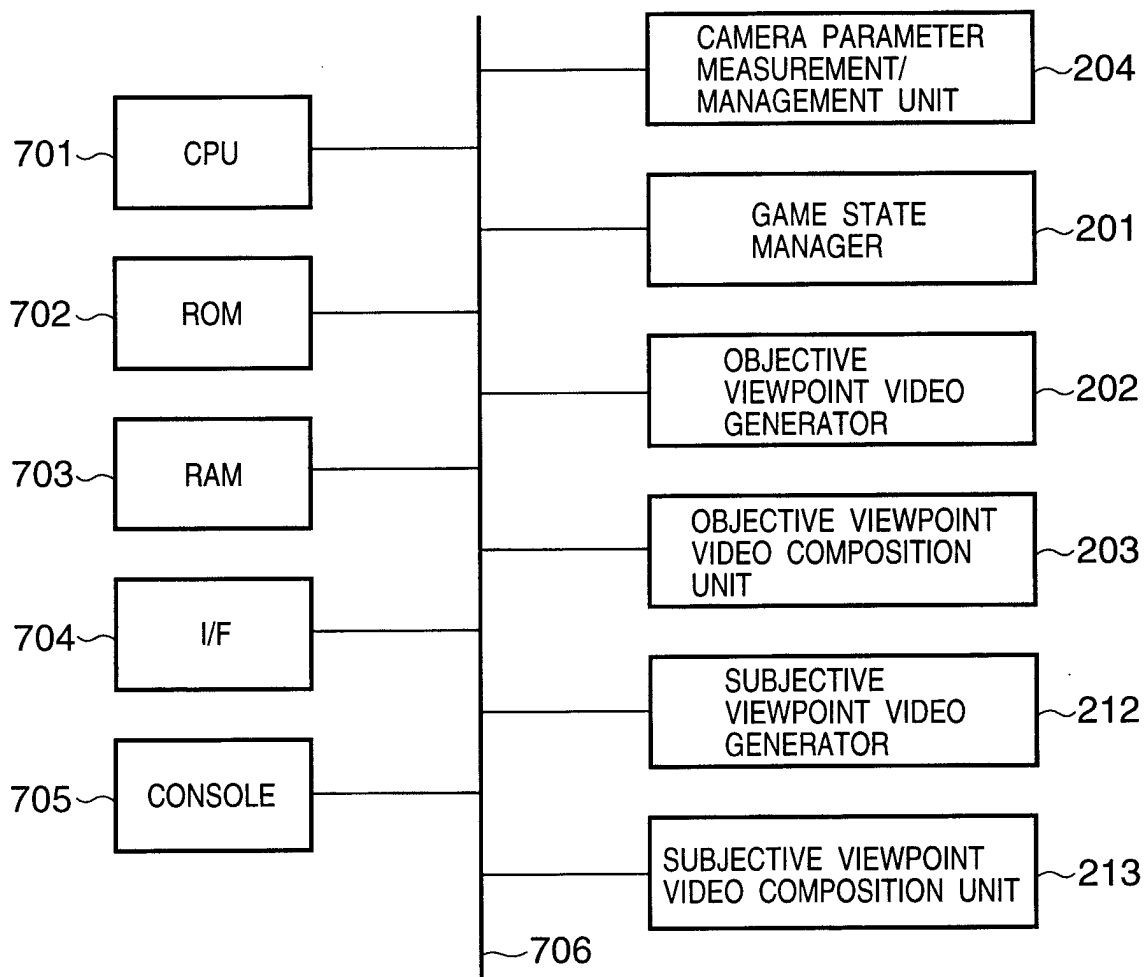 701
CPU
702
ROM
703
RAM
704
I/F
705
CONSOLE
CAMERA PARAMETER
MEASUREMENT/
MANAGEMENT UNIT
204
GAME STATE
MANAGER
201
OBJECTIVE
VIEWPOINT VIDEO
GENERATOR
202
OBJECTIVE VIEWPOINT
VIDEO COMPOSITION
UNIT
203
SUBJECTIVE
VIEWPOINT VIDEO
GENERATOR
212
SUBJECTIVE VIEWPOINT
VIDEO COMPOSITION UNIT
213
706